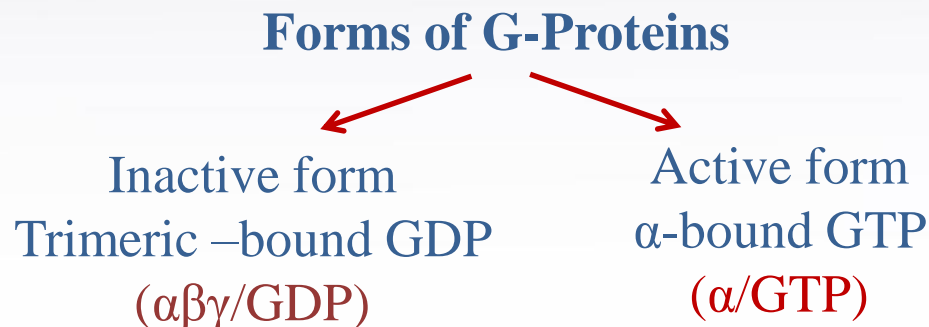 Forms of G-Proteins
Inactive form
Trimeric –bound GDP
(αβγ/GDP)
Active form
α-bound GTP
(α/GTP)